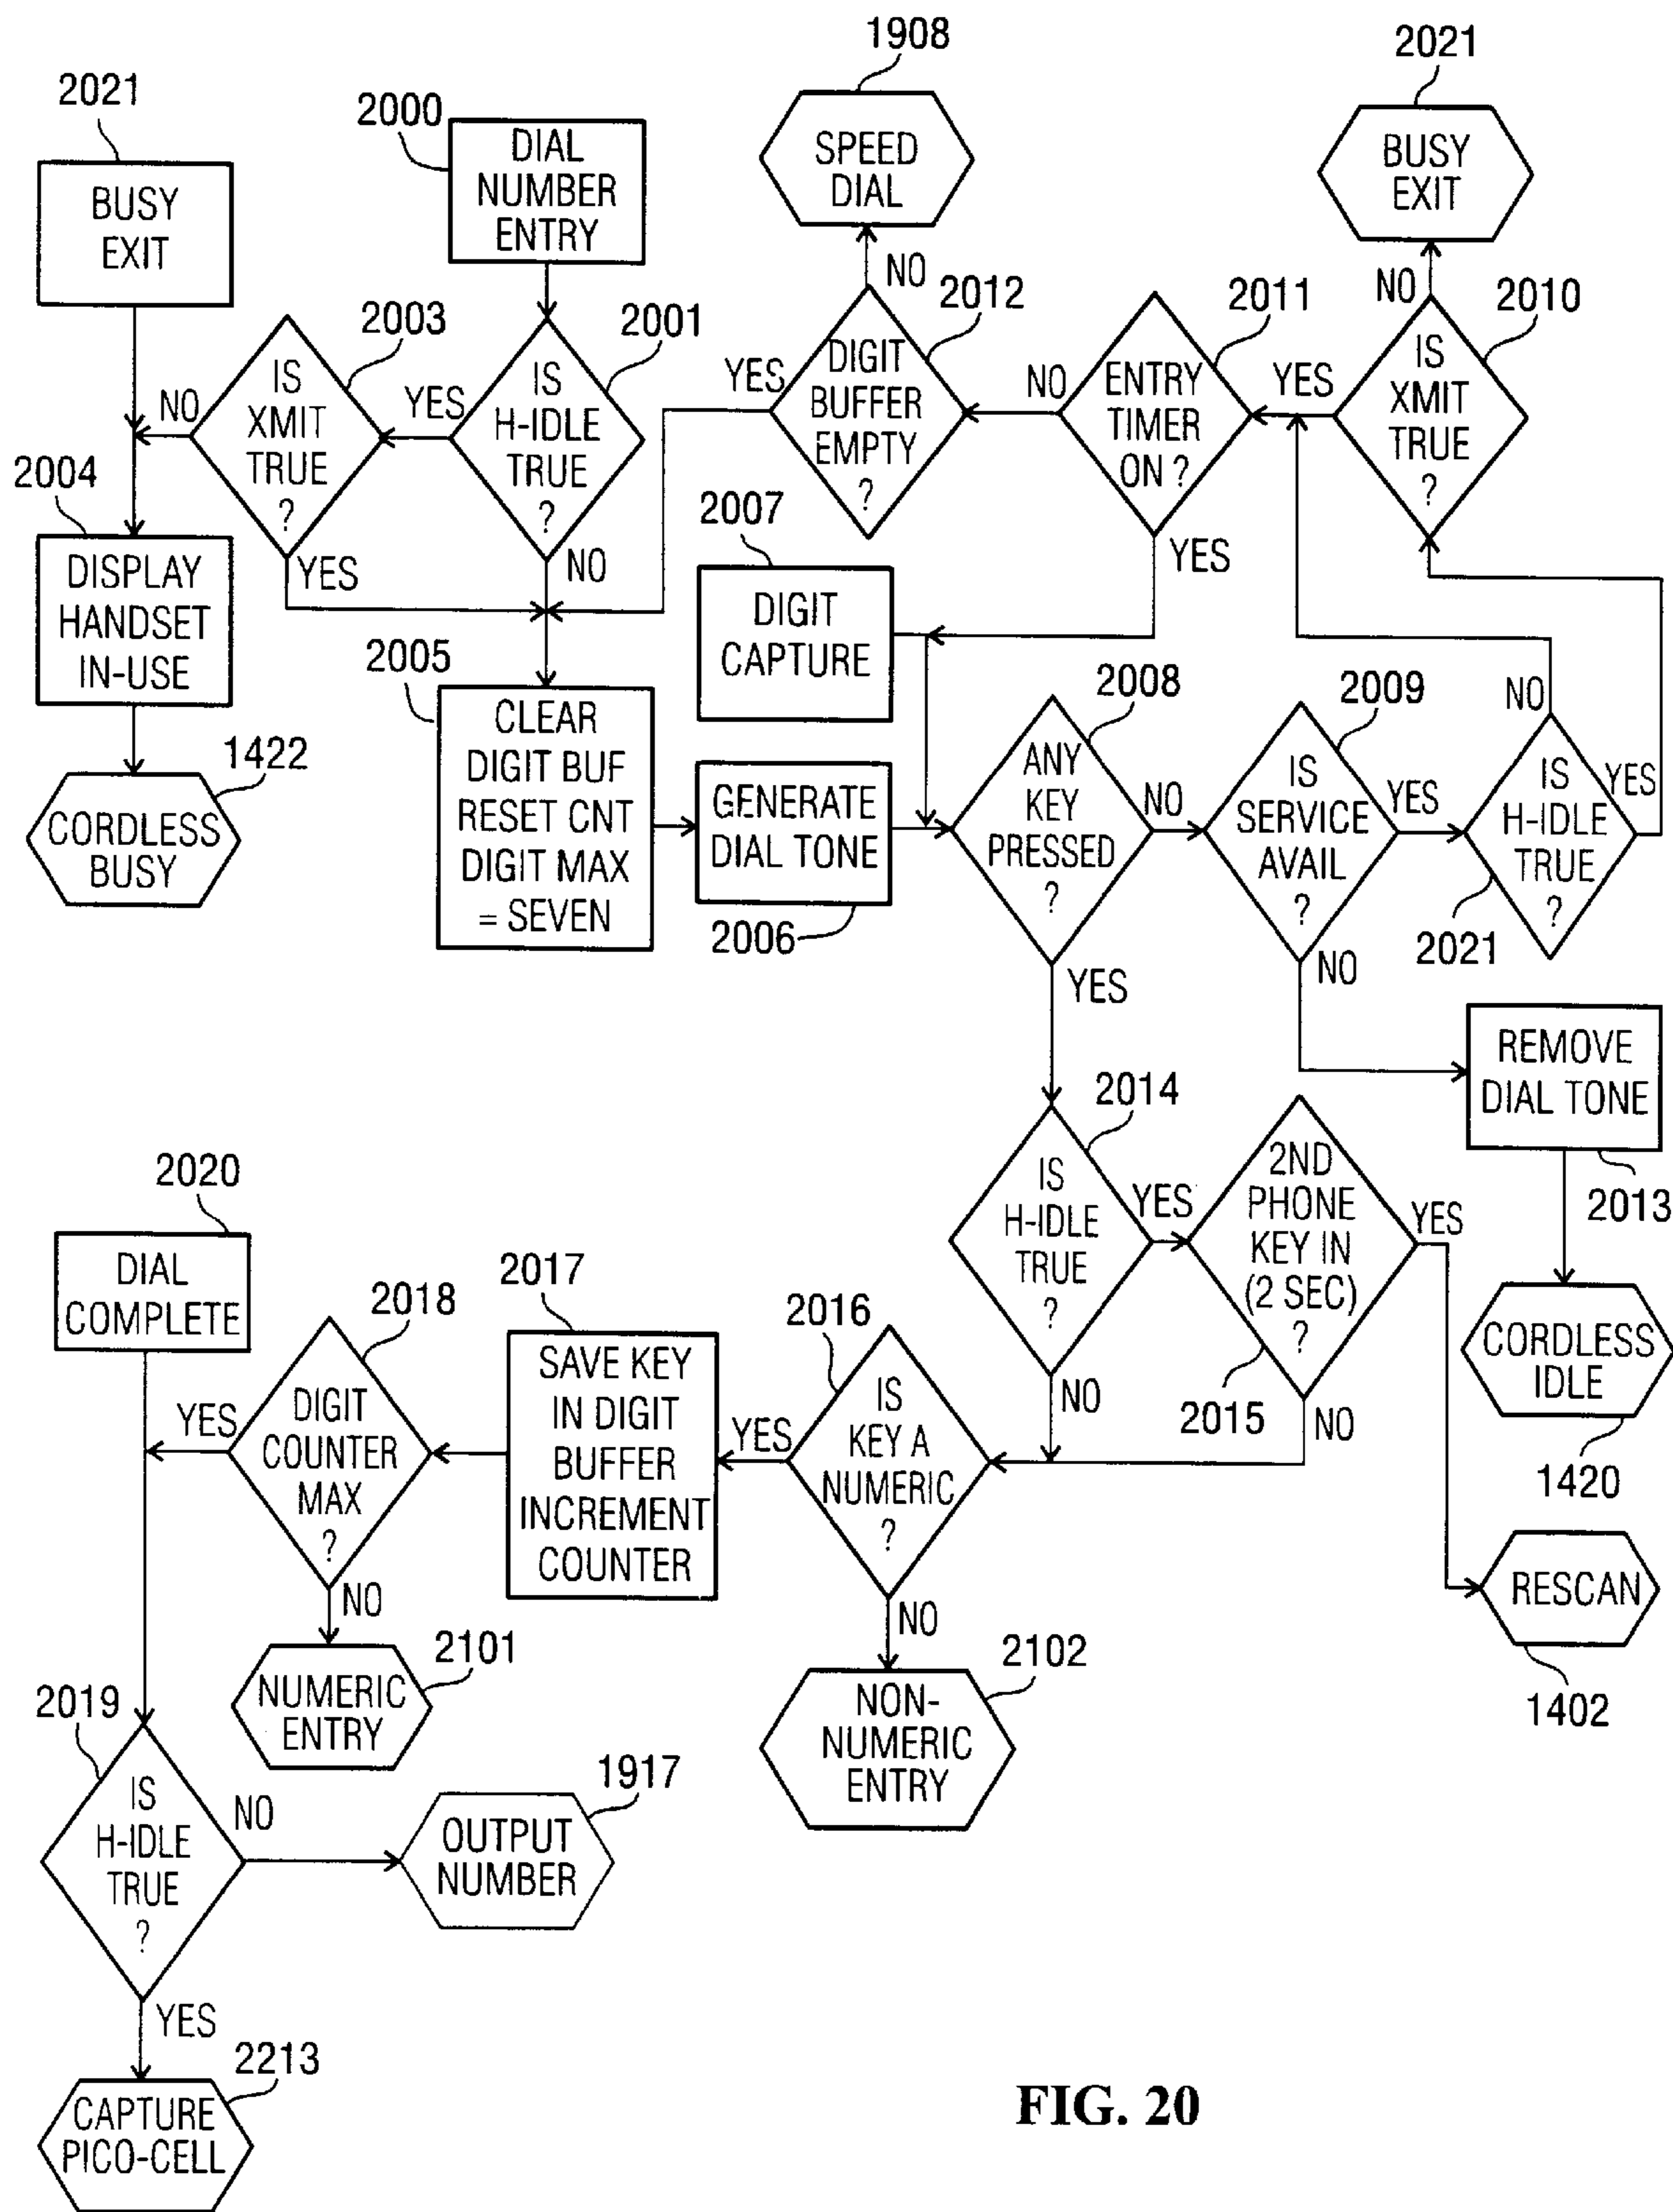 2021
BUSY
EXIT
2000
DIAL
NUMBER
ENTRY
1908
SPEED
DIAL
2021
BUSY
EXIT
2003
IS
XMIT
TRUE
?
NO
YES
2001
IS
H-IDLE
TRUE
?
YES
NO
2012
DIGIT
BUFFER
EMPTY
?
NO
YES
2011
ENTRY
TIMER
ON ?
NO
YES
2010
IS
XMIT
TRUE
?
NO
YES
2004
DISPLAY
HANDSET
IN-USE
1422
CORDLESS
BUSY
2005
CLEAR
DIGIT BUF
RESET CNT
DIGIT MAX
= SEVEN
2007
DIGIT
CAPTURE
GENERATE
DIAL TONE
2006
2008
ANY
KEY
PRESSED
?
NO
YES
2009
IS
SERVICE
AVAIL
?
YES
NO
IS
H-IDLE
TRUE
?
NO
YES
2021
REMOVE
DIAL TONE
2013
CORDLESS
IDLE
1420
2014
IS
H-IDLE
TRUE
?
YES
NO
2ND
PHONE
KEY IN
(2 SEC)
?
YES
2015
NO
RESCAN
1402
2016
IS
KEY A
NUMERIC
?
YES
NO
2102
NON-
NUMERIC
ENTRY
2017
SAVE KEY
IN DIGIT
BUFFER
INCREMENT
COUNTER
2018
DIGIT
COUNTER
MAX
?
YES
NO
2101
NUMERIC
ENTRY
2020
DIAL
COMPLETE
2019
IS
H-IDLE
TRUE
?
NO
1917
OUTPUT
NUMBER
YES
2213
CAPTURE
PICO-CELL
FIG. 20